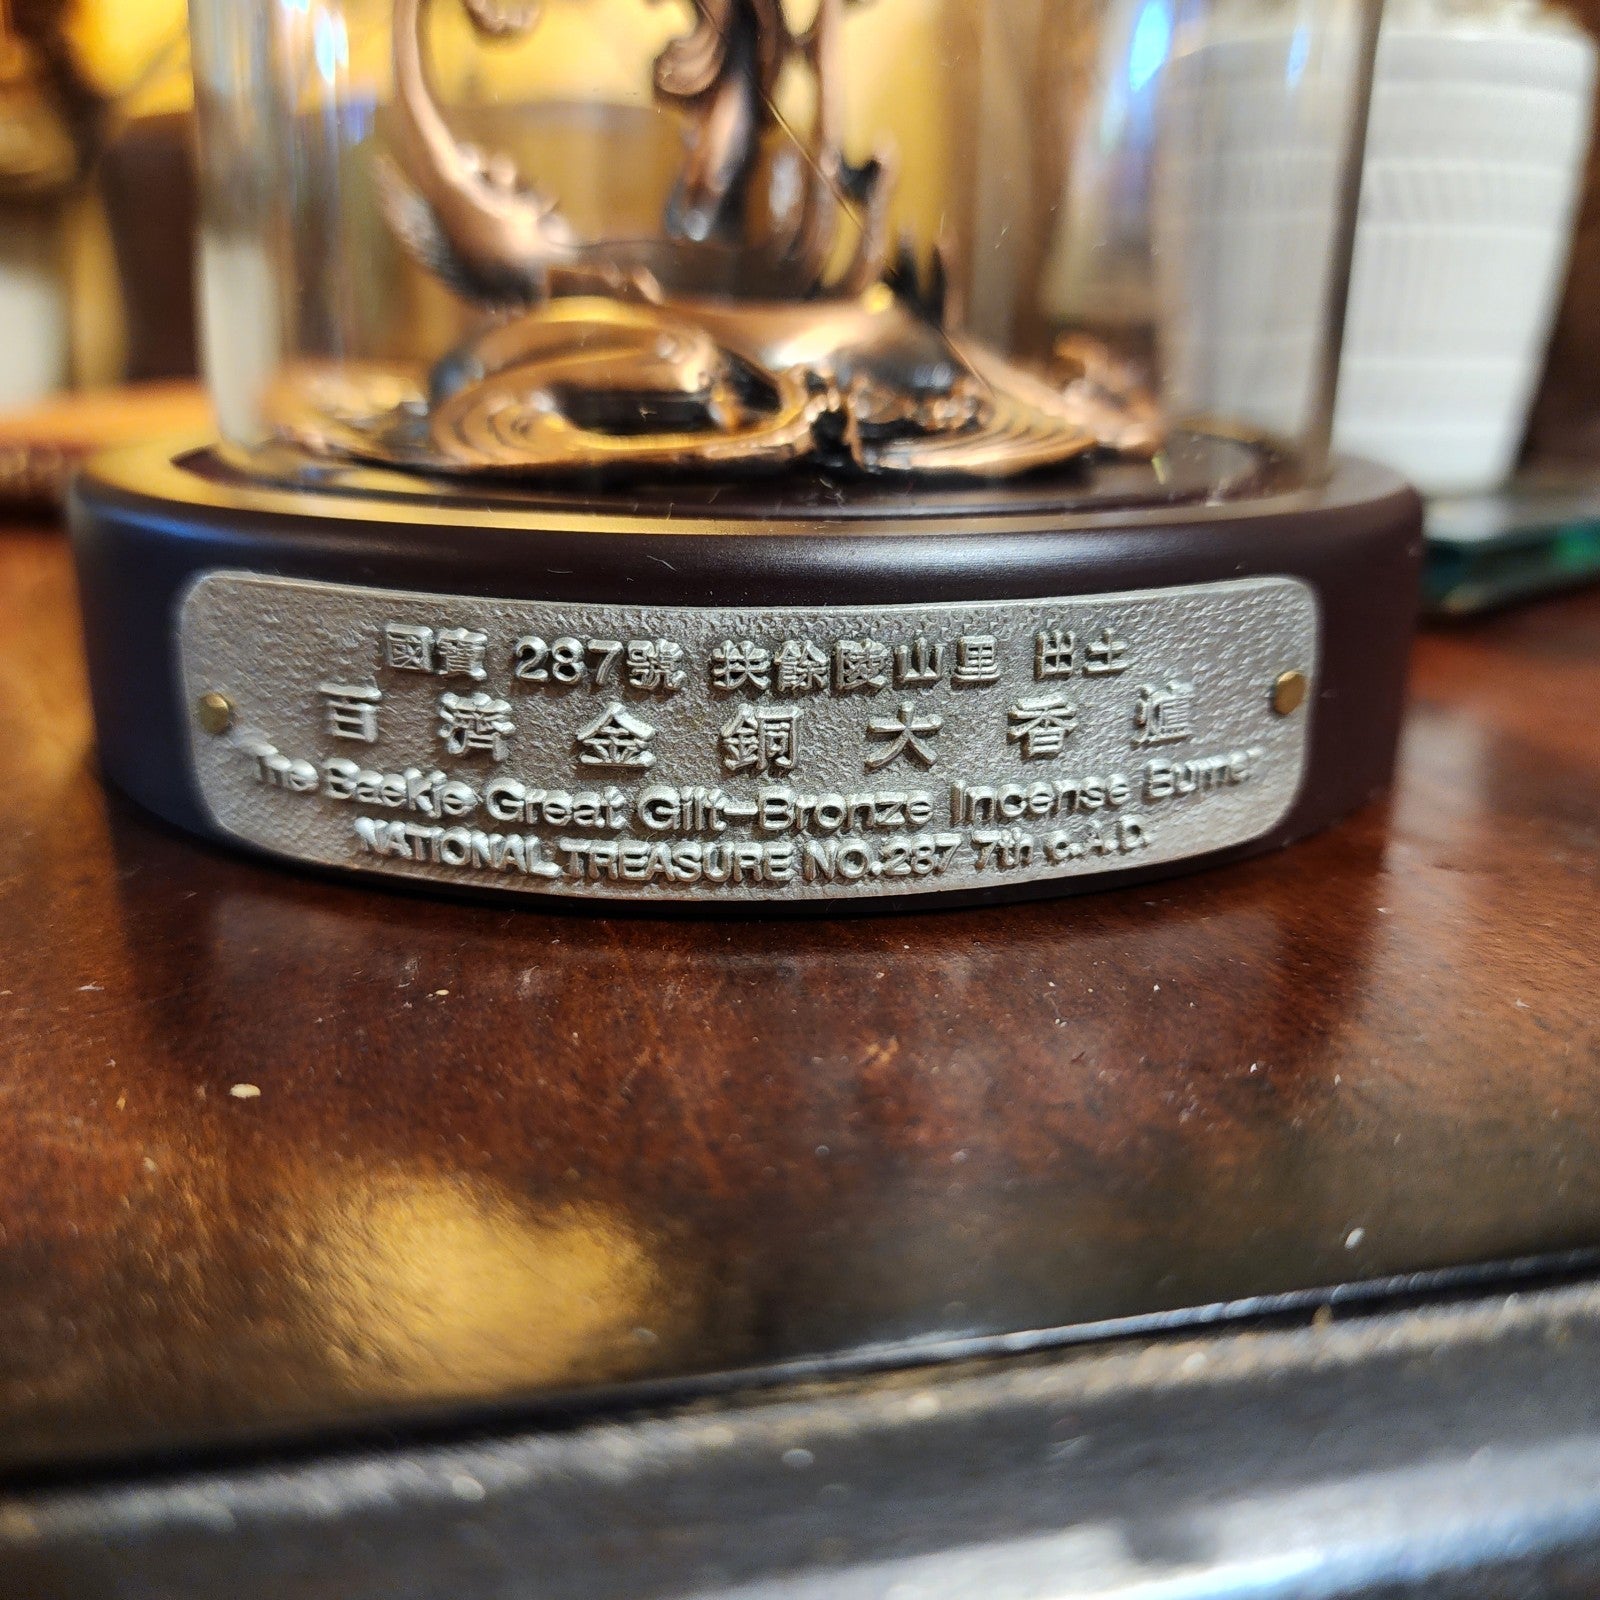 國寶 287號 扶餘陵山里 出土
百濟金銅大香爐
The Baekje Great Gilt-Bronze Incense Burner
NATIONAL TREASURE NO.287 7th c.A.D.